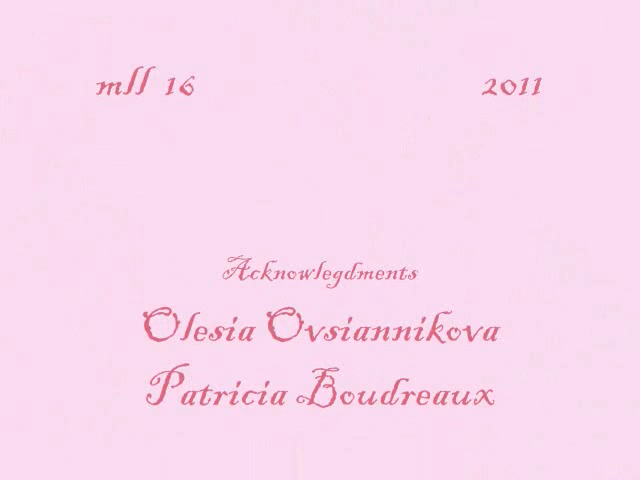 mll 16 2011
Acknowlegdments
Olesia Ovsiannikova
Patricia Boudreaux